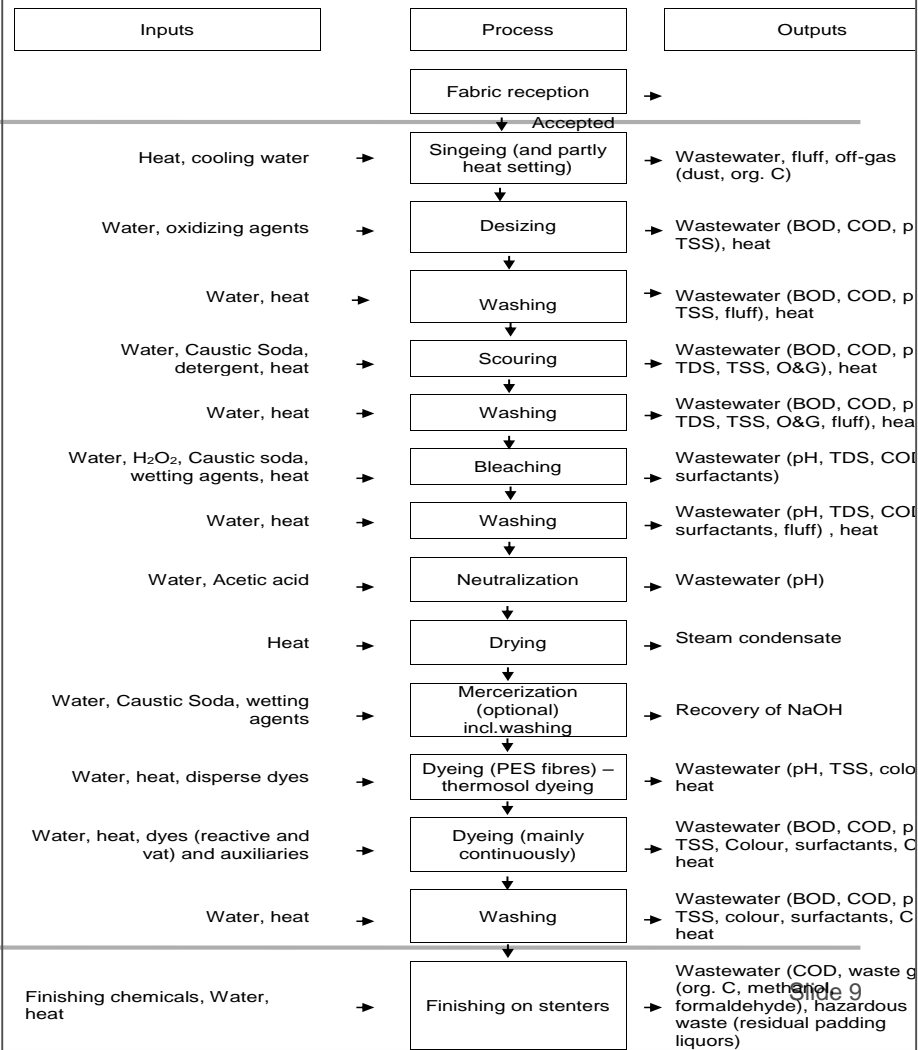 Inputs
Process
Outputs
Fabric reception
Accepted
Heat, cooling water
Singeing (and partly
heat setting)
Wastewater, fluff, off-gas
(dust, org. C)
Water, oxidizing agents
Desizing
Wastewater (BOD, COD, p
TSS), heat
Water, heat
Washing
Wastewater (BOD, COD, p
TSS, fluff), heat
Water, Caustic Soda,
detergent, heat
Scouring
Wastewater (BOD, COD, p
TDS, TSS, O&G), heat
Water, heat
Washing
Wastewater (BOD, COD, p
TDS, TSS, O&G, fluff), hea
Water, H₂O₂, Caustic soda,
wetting agents, heat
Bleaching
Wastewater (pH, TDS, COD
surfactants)
Water, heat
Washing
Wastewater (pH, TDS, COD
surfactants, fluff) , heat
Water, Acetic acid
Neutralization
Wastewater (pH)
Heat
Drying
Steam condensate
Water, Caustic Soda, wetting
agents
Mercerization
(optional)
incl.washing
Recovery of NaOH
Water, heat, disperse dyes
Dyeing (PES fibres) –
thermosol dyeing
Wastewater (pH, TSS, colo
heat
Water, heat, dyes (reactive and
vat) and auxiliaries
Dyeing (mainly
continuously)
Wastewater (BOD, COD, p
TSS, Colour, surfactants, C
heat
Water, heat
Washing
Wastewater (BOD, COD, p
TSS, colour, surfactants, C
heat
Finishing chemicals, Water,
heat
Finishing on stenters
Wastewater (COD, waste g
(org. C, methanol,
formaldehyde), hazardous
waste (residual padding
liquors)
Slide 9